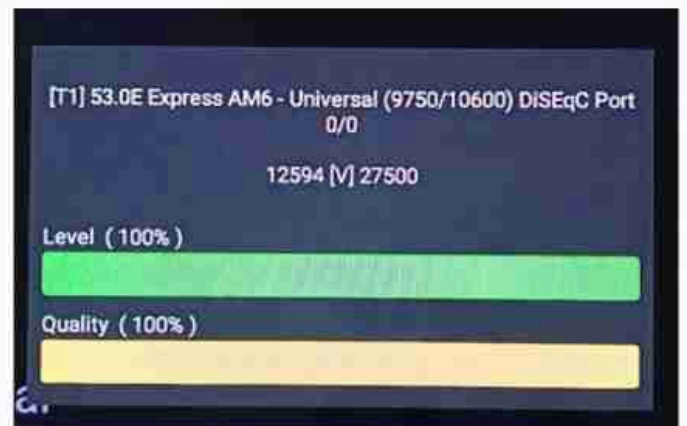 [T1] 53.0E Express AM6 - Universal (9750/10600) DiSEqC Port
0/0
12594 [V] 27500
Level ( 100% )
Quality ( 100% )